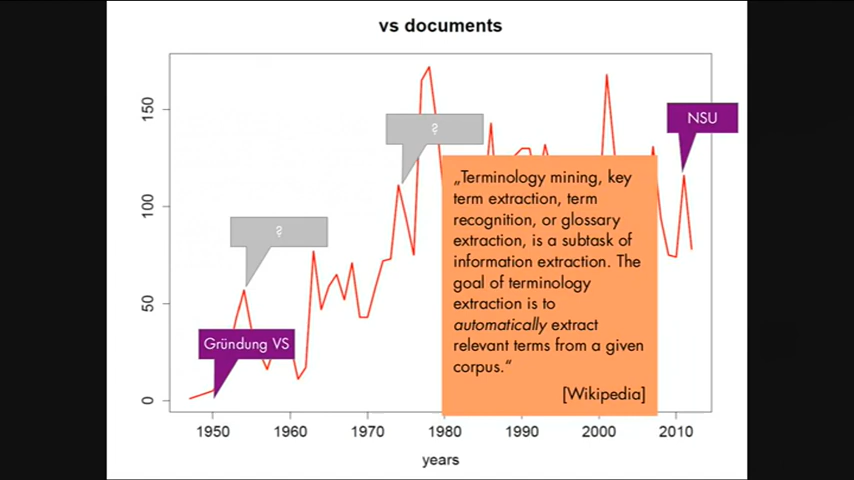 vs documents
NSU
?
„Terminology mining, key
term extraction, term
recognition, or glossary
extraction, is a subtask of
information extraction. The
goal of terminology
extraction is to
automatically extract
relevant terms from a given
corpus.“
[Wikipedia]
?
Gründung VS
150
100
50
0
1950 1960 1970 1980 1990 2000 2010
years